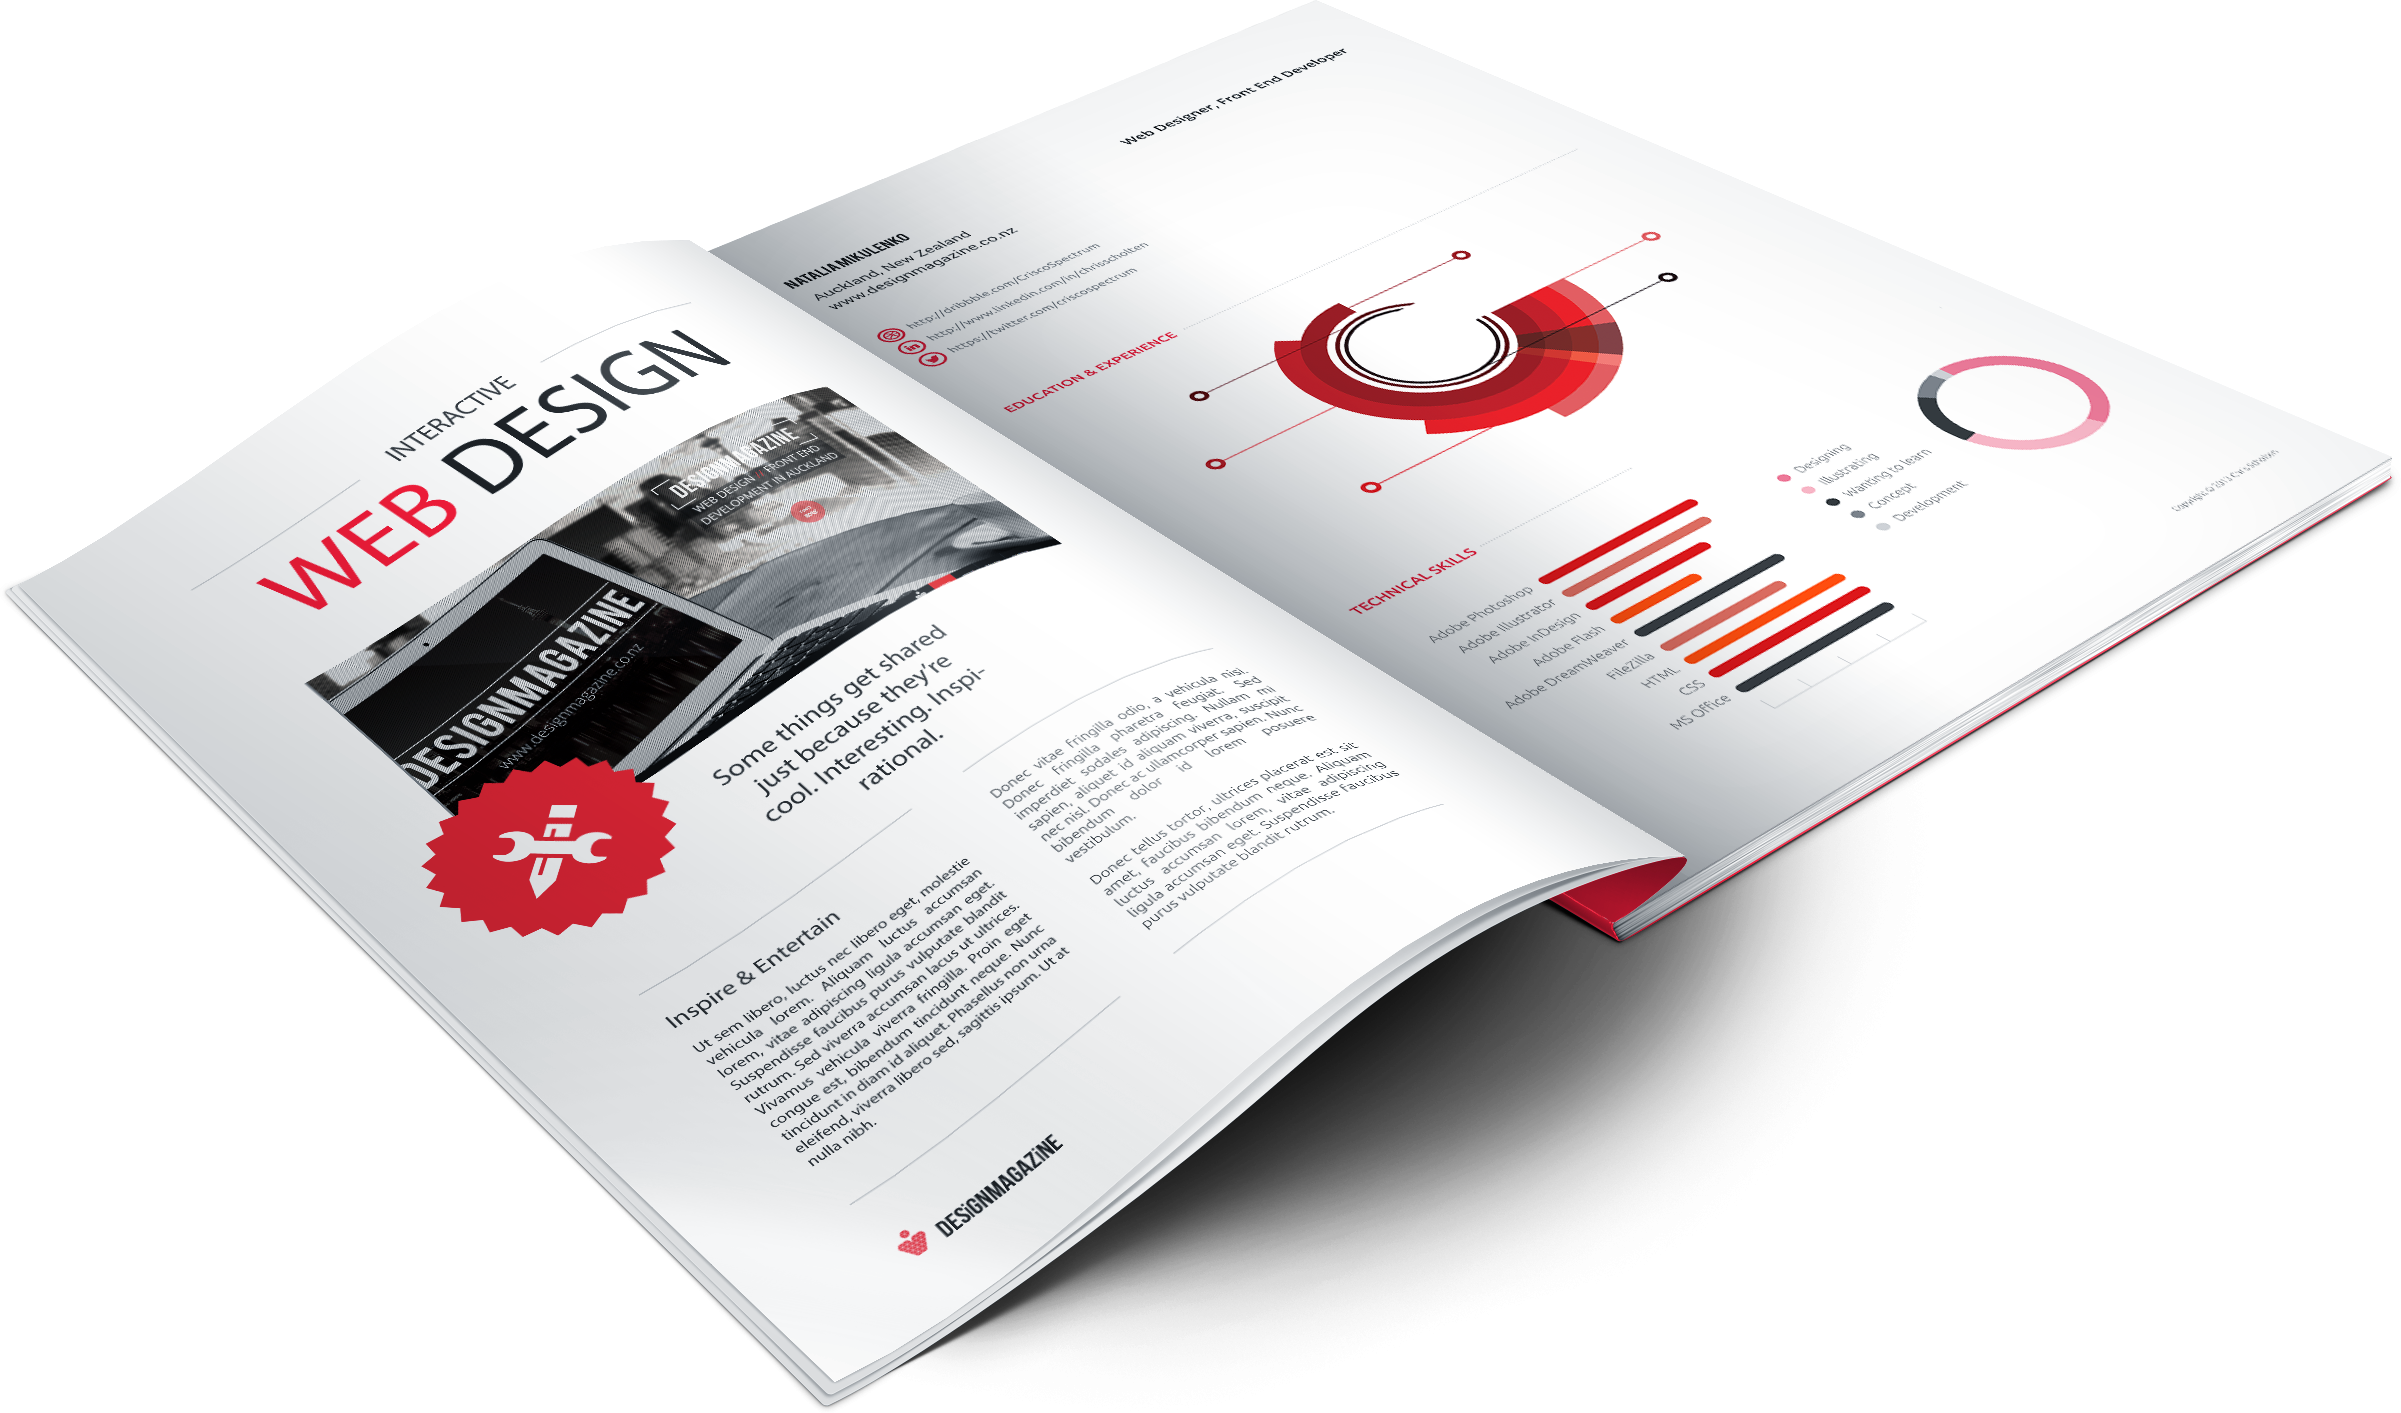 INTERACTIVE
WEB DESIGN
DESIGNMAGAZINE
WEB DESIGN // FRONT END
DEVELOPMENT IN AUCKLAND
DESIGNMAGAZINE
www.designmagazine.co.nz
Some things get shared
just because they're
cool. Interesting. Inspi-
rational.
Inspire & Entertain
Ut sem libero, luctus nec libero eget, molestie
vehicula lorem. Aliquam luctus accumsan
lorem, vitae adipiscing ligula accumsan eget.
Suspendisse faucibus purus vulputate blandit
rutrum. Sed viverra accumsan lacus ut ultrices.
Vivamus vehicula viverra fringilla. Proin eget
congue est, bibendum tincidunt neque. Nunc
tincidunt in diam id aliquet. Phasellus non urna
eleifend, viverra libero sed, sagittis ipsum. Ut at
nulla nibh.
Donec vitae fringilla odio, a vehicula nisl.
Donec fringilla pharetra feugiat. Sed
imperdiet sodales adipiscing. Nullam mi
sapien, aliquet id aliquam viverra, suscipit
nec nisl. Donec ac ullamcorper sapien. Nunc
bibendum dolor id lorem posuere
vestibulum.
Donec tellus tortor, ultrices placerat est sit
amet, faucibus bibendum neque. Aliquam
luctus accumsan lorem, vitae adipiscing
ligula accumsan eget. Suspendisse faucibus
purus vulputate blandit rutrum.
DESiGNMAGAZiNE
Web Designer, Front End Developer
NATALIA MIKULENKO
Auckland, New Zealand
www.designmagazine.co.nz
http://dribbble.com/CriscoSpectrum
http://www.linkedin.com/in/chrisscholten
https://twitter.com/criscospectrum
EDUCATION & EXPERIENCE
TECHNICAL SKILLS
Adobe Photoshop
Adobe Illustrator
Adobe InDesign
Adobe Flash
Adobe DreamWeaver
FileZilla
HTML
CSS
MS Office
Designing
Illustrating
Wanting to learn
Concept
Development